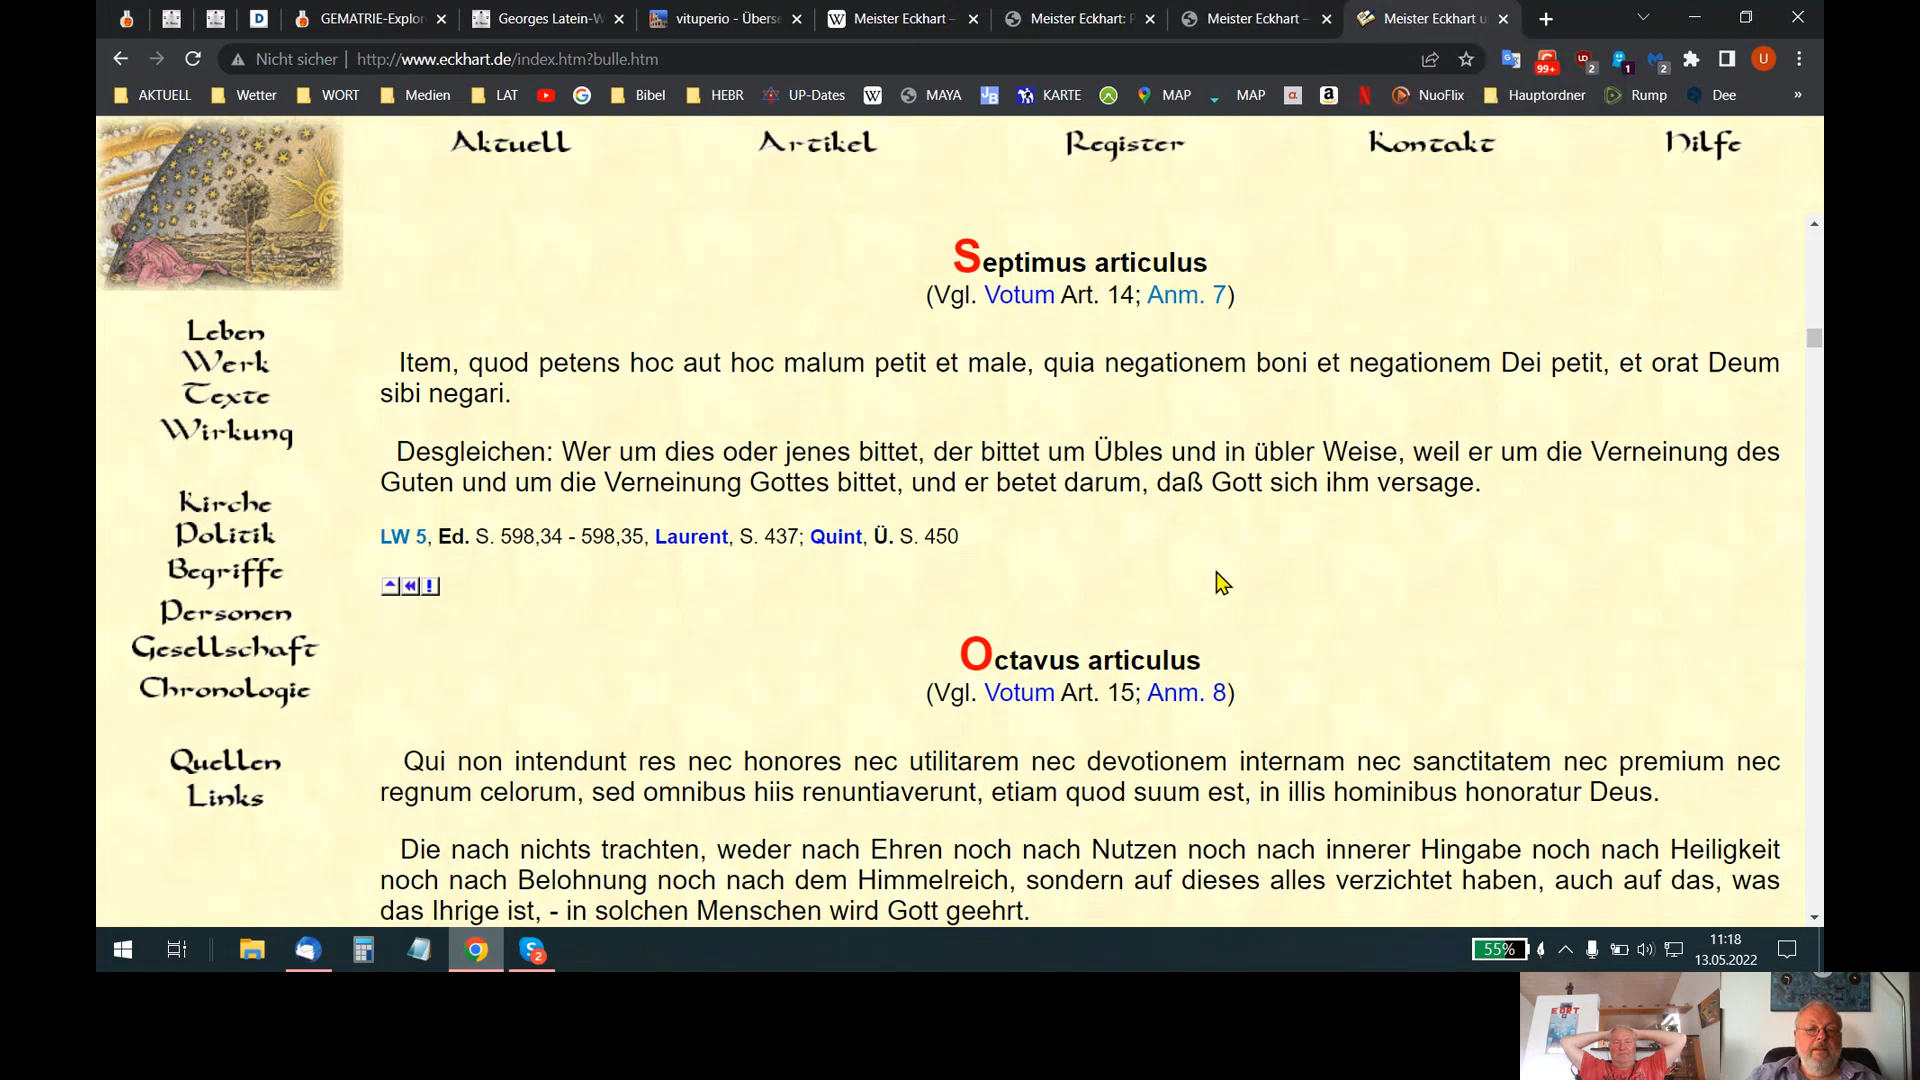 GEMATRIE-Explor
Georges Latein-W
vituperio - Überse
Meister Eckhart –
Meister Eckhart: P
Meister Eckhart –
Meister Eckhart u
Nicht sicher
http://www.eckhart.de/index.htm?bulle.htm
99+
2
1
2
U
AKTUELL
Wetter
WORT
Medien
LAT
Bibel
HEBR
UP-Dates
MAYA
KARTE
MAP
MAP
NuoFlix
Hauptordner
Rump
Dee
»
Aktuell
Artikel
Register
Kontakt
Hilfe
Leben
Werk
Texte
Wirkung
Kirche
Politik
Begriffe
Personen
Gesellschaft
Chronologie
Quellen
Links
Septimus articulus
(Vgl. Votum Art. 14; Anm. 7)
Item, quod petens hoc aut hoc malum petit et male, quia negationem boni et negationem Dei petit, et orat Deum
sibi negari.
Desgleichen: Wer um dies oder jenes bittet, der bittet um Übles und in übler Weise, weil er um die Verneinung des
Guten und um die Verneinung Gottes bittet, und er betet darum, daß Gott sich ihm versage.
LW 5, Ed. S. 598,34 - 598,35, Laurent, S. 437; Quint, Ü. S. 450
Octavus articulus
(Vgl. Votum Art. 15; Anm. 8)
Qui non intendunt res nec honores nec utilitarem nec devotionem internam nec sanctitatem nec premium nec
regnum celorum, sed omnibus hiis renuntiaverunt, etiam quod suum est, in illis hominibus honoratur Deus.
Die nach nichts trachten, weder nach Ehren noch nach Nutzen noch nach innerer Hingabe noch nach Heiligkeit
noch nach Belohnung noch nach dem Himmelreich, sondern auf dieses alles verzichtet haben, auch auf das, was
das Ihrige ist, - in solchen Menschen wird Gott geehrt.
2
55%
11:18
13.05.2022